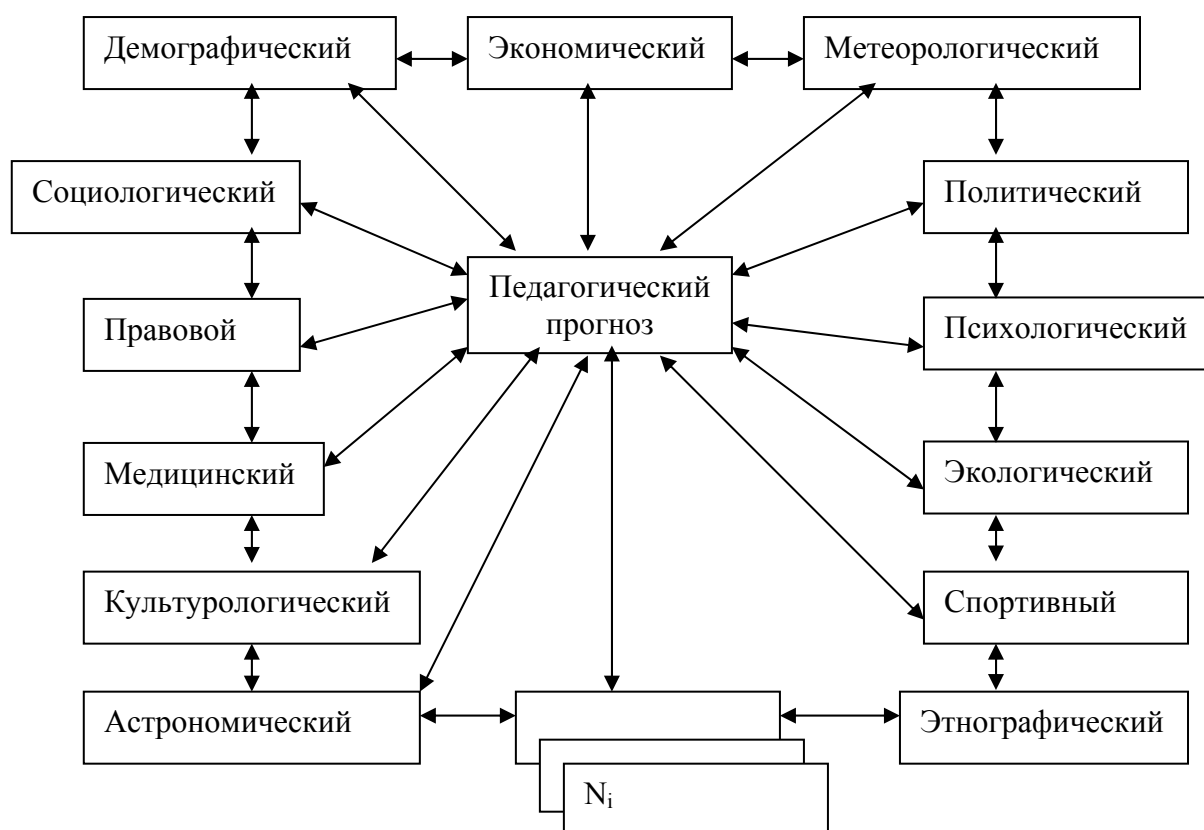 Демографический
Экономический
Метеорологический
Социологический
Политический
Педагогический
прогноз
Правовой
Психологический
Медицинский
Экологический
Культурологический
Спортивный
Астрономический
Этнографический
Ni